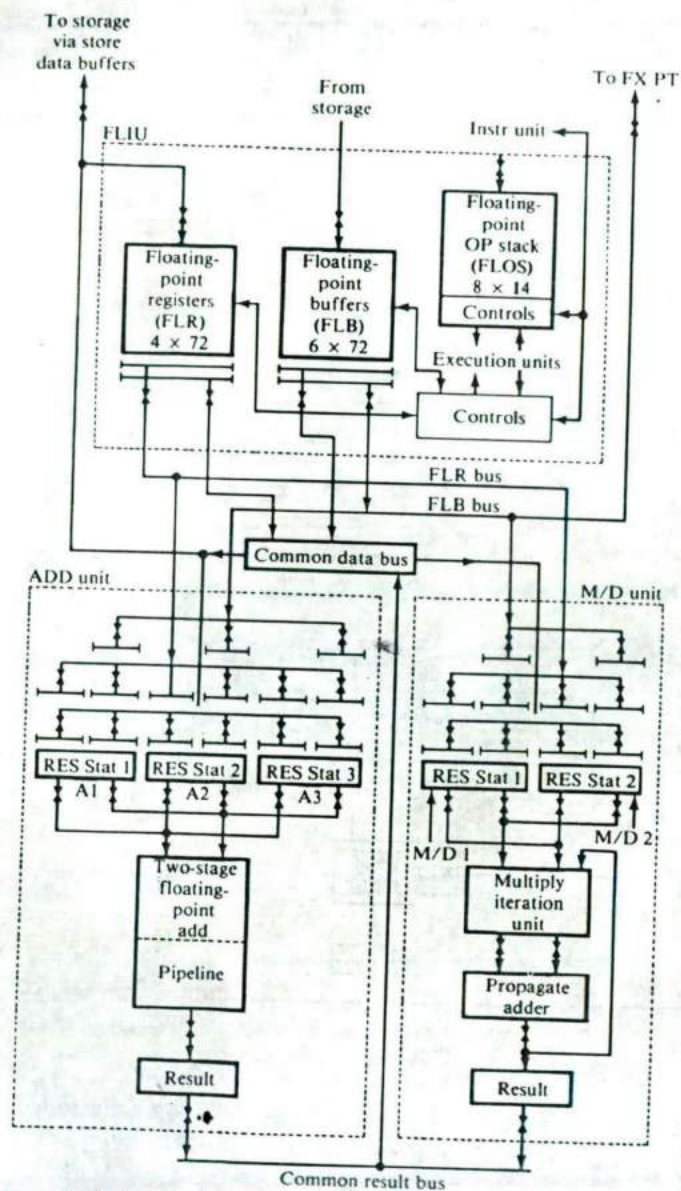 To storage
via store
data buffers
From
storage
To FX PT
FLIU
Instr unit
Floating-
point
registers
(FLR)
4 × 72
Floating-
point
buffers
(FLB)
6 × 72
Floating-
point
OP stack
(FLOS)
8 × 14
Controls
Execution units
Controls
FLR bus
FLB bus
Common data bus
ADD unit
M/D unit
RES Stat 1
RES Stat 2
RES Stat 3
A1
A2
A3
RES Stat 1
RES Stat 2
M/D 1
M/D 2
Two-stage
floating-
point
add
Pipeline
Result
Multiply
iteration
unit
Propagate
adder
Result
Common result bus